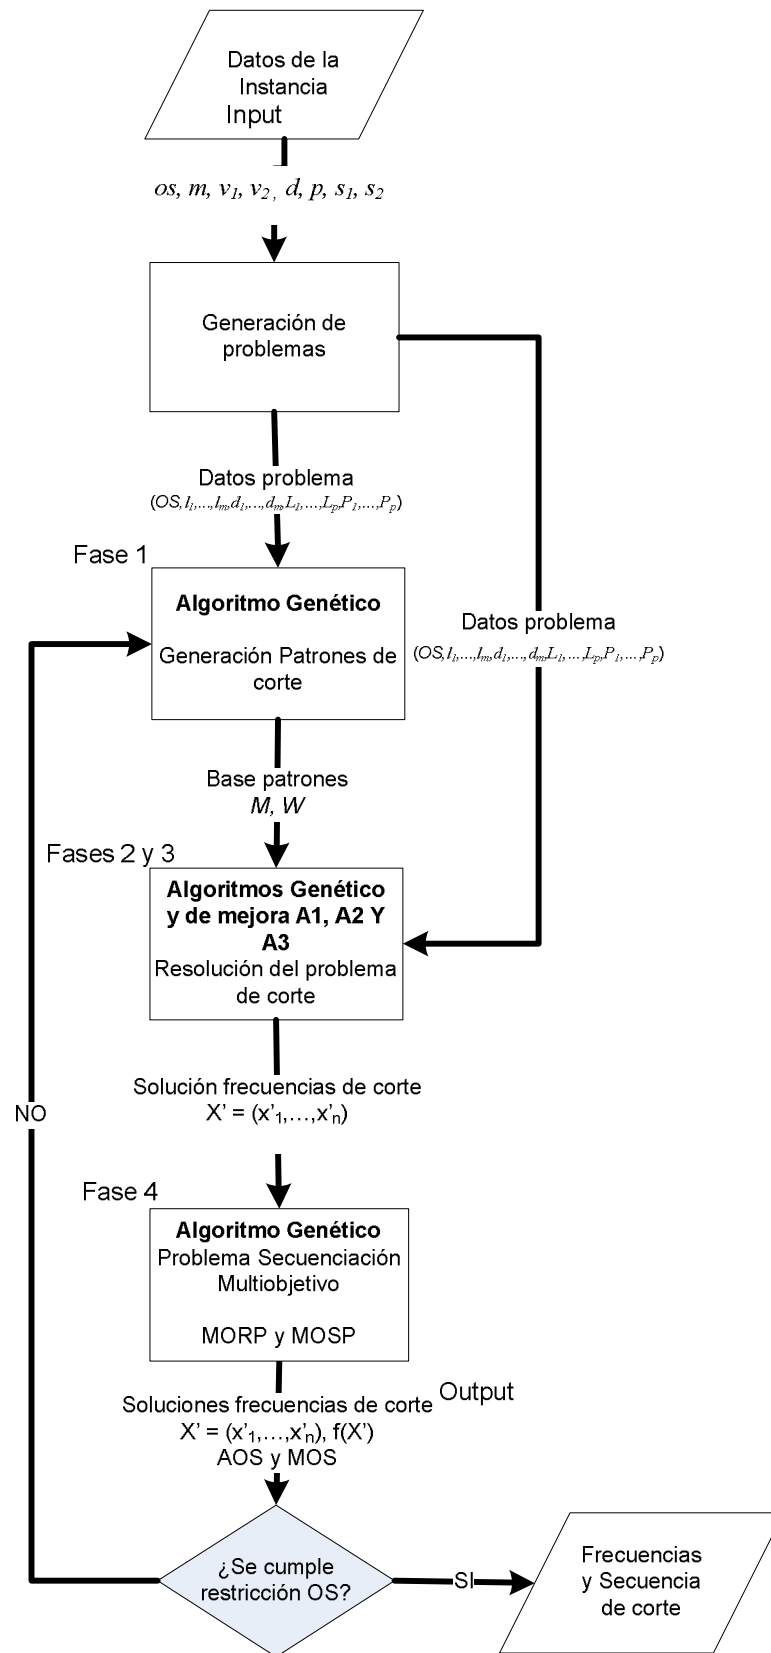 Datos de la
Instancia
Input
os, m, v1, v2, d, p, s1, s2
Generación de
problemas
Datos problema
(OS,l1,...,lm,d1,...,dm,L1,...,Lp,P1,...,Pp)
Fase 1
Algoritmo Genético
Generación Patrones de
corte
Datos problema
(OS,l1,...,lm,d1,...,dm,L1,...,Lp,P1,...,Pp)
Base patrones
M, W
Fases 2 y 3
Algoritmos Genético
y de mejora A1, A2 Y
A3
Resolución del problema
de corte
Solución frecuencias de corte
X' = (x'1,...,x'n)
NO
Fase 4
Algoritmo Genético
Problema Secuenciación
Multiobjetivo
MORP y MOSP
Output
Soluciones frecuencias de corte
X' = (x'1,...,x'n), f(X')
AOS y MOS
¿Se cumple
restricción OS?
SI
Frecuencias
y Secuencia
de corte